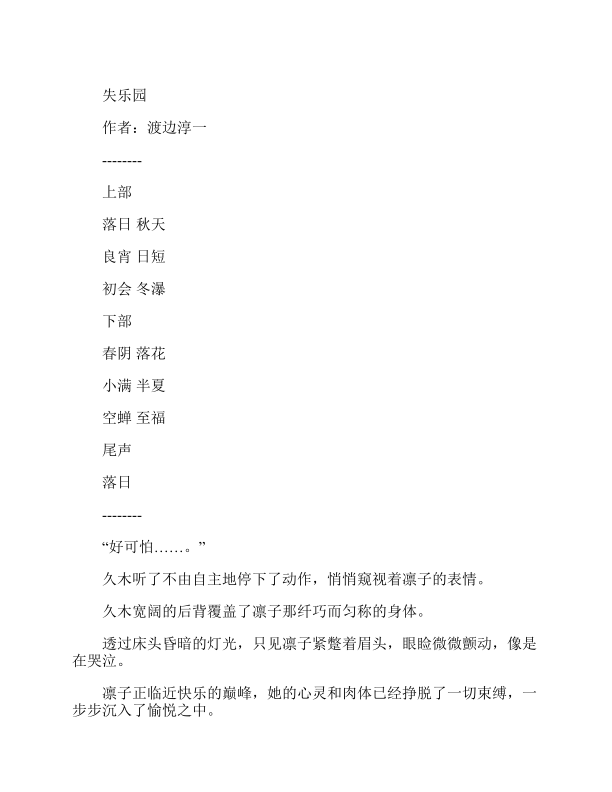 失乐园
作者：渡边淳一
--------
上部
落日 秋天
良宵 日短
初会 冬瀑
下部
春阴 落花
小满 半夏
空蝉 至福
尾声
落日
--------
“好可怕……。”
久木听了不由自主地停下了动作，悄悄窥视着凛子的表情。
久木宽阔的后背覆盖了凛子那纤巧而匀称的身体。
透过床头昏暗的灯光，只见凛子紧蹙着眉头，眼睑微微颤动，像是
在哭泣。
凛子正临近快乐的巅峰，她的心灵和肉体已经挣脱了一切束缚，一
步步沉入了愉悦之中。